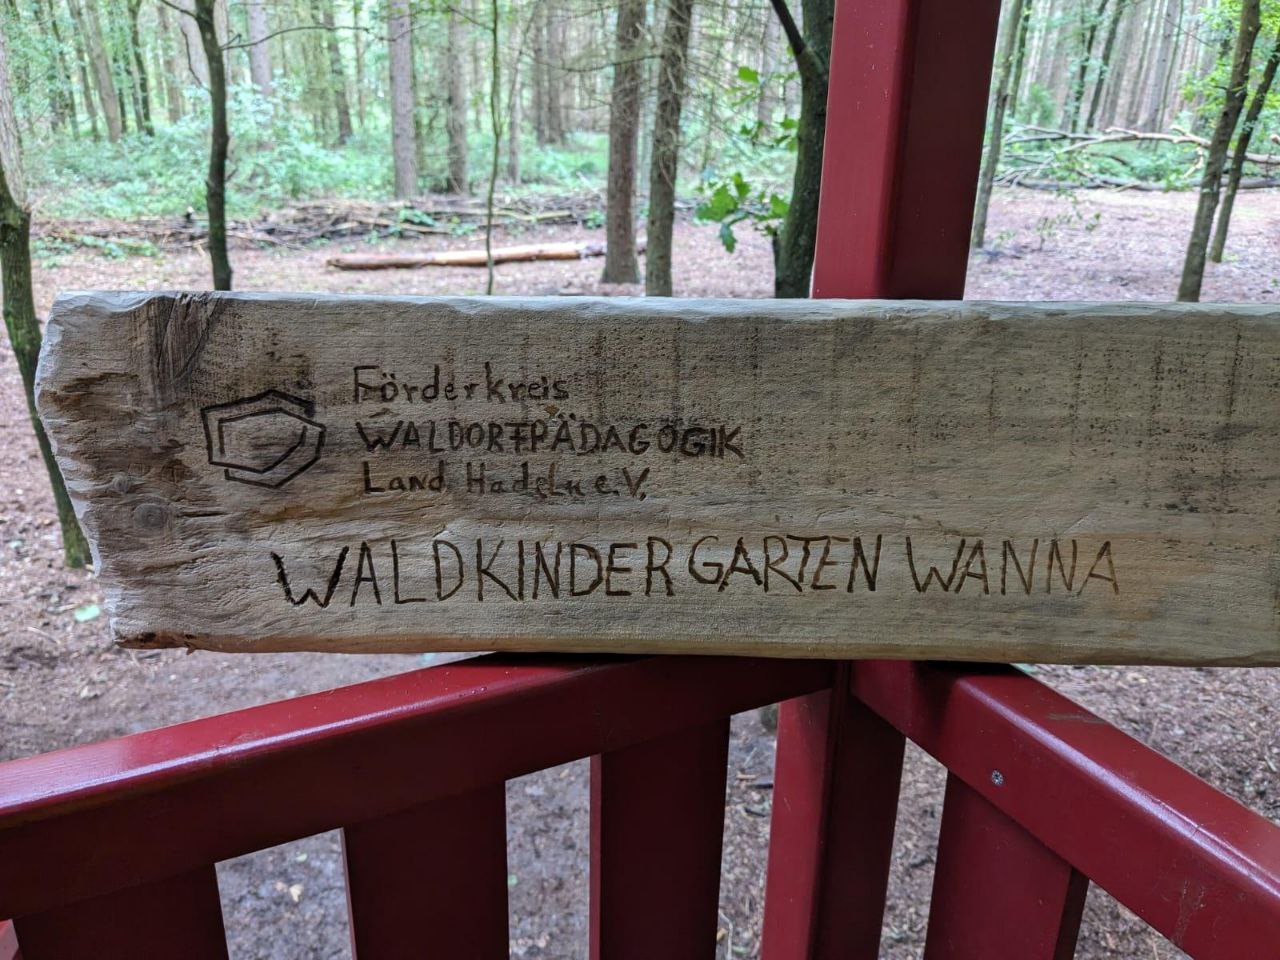 Förderkreis
WALDORFPÄDAGOGIK
Land Hadeln e.V.
WALDKINDERGARTEN WANNA